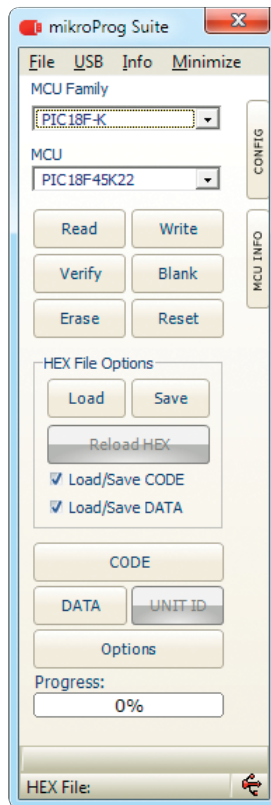 mikroProg Suite
File USB Info Minimize
MCU Family
PIC18F-K
CONFIG
MCU
PIC18F45K22
Read Write
MCU INFO
Verify Blank
Erase Reset
HEX File Options
Load Save
Reload HEX
Load/Save CODE
Load/Save DATA
CODE
DATA UNIT ID
Options
Progress:
0%
HEX File: